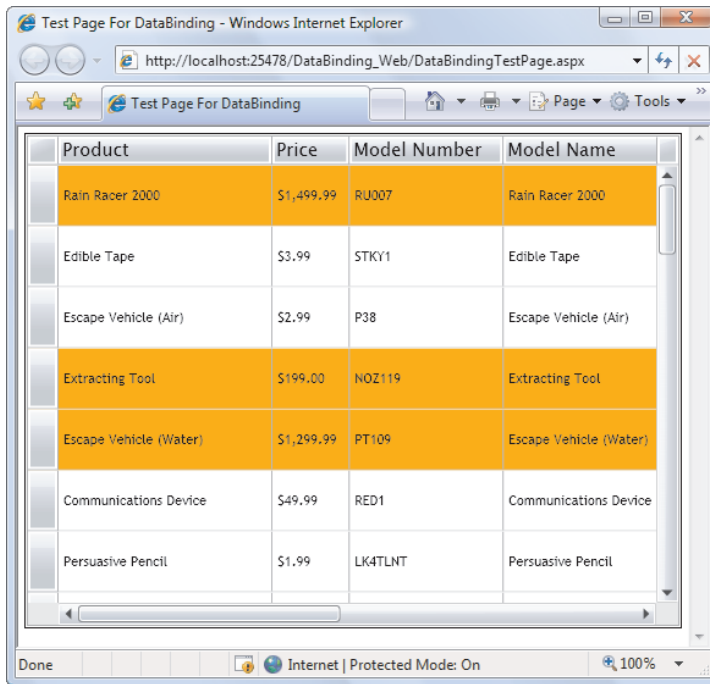 Test Page For DataBinding - Windows Internet Explorer
http://localhost:25478/DataBinding_Web/DataBindingTestPage.aspx
Test Page For DataBinding Page Tools
Product Price Model Number Model Name
Rain Racer 2000 $1,499.99 RU007 Rain Racer 2000
Edible Tape $3.99 STKY1 Edible Tape
Escape Vehicle (Air) $2.99 P38 Escape Vehicle (Air)
Extracting Tool $199.00 NOZ119 Extracting Tool
Escape Vehicle (Water) $1,299.99 PT109 Escape Vehicle (Water)
Communications Device $49.99 RED1 Communications Device
Persuasive Pencil $1.99 LK4TLNT Persuasive Pencil
Done Internet | Protected Mode: On 100%